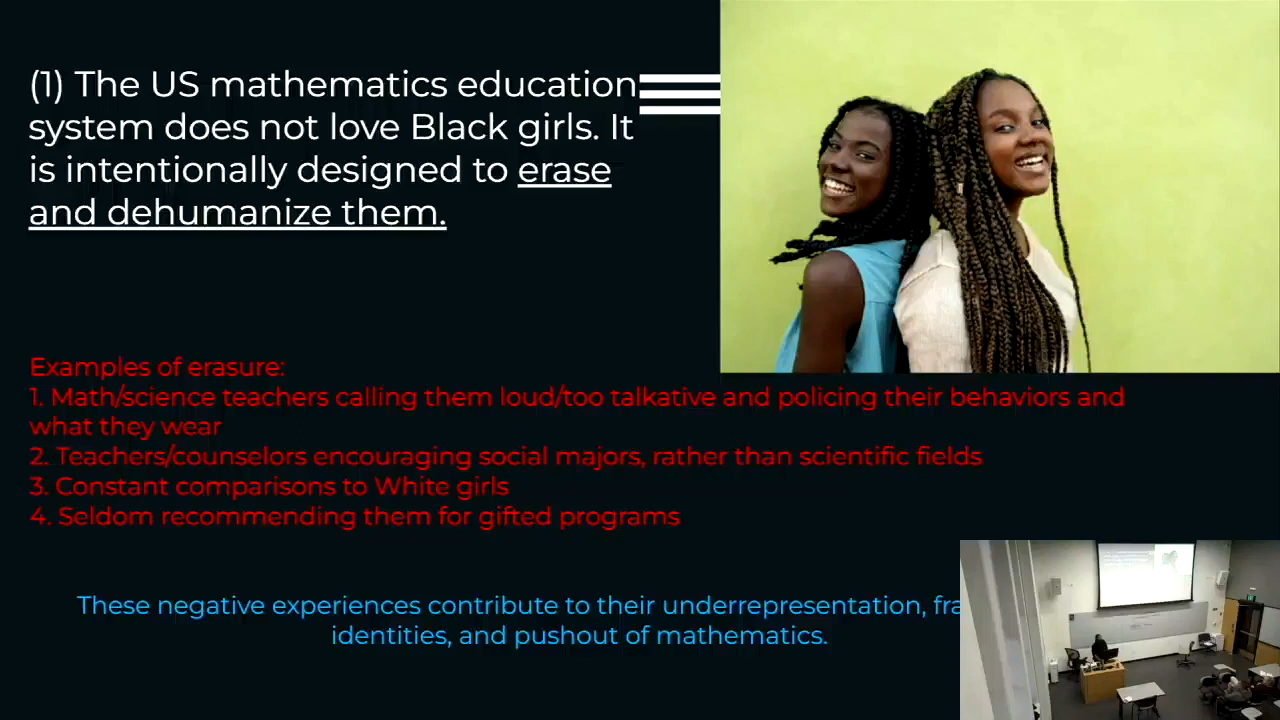 (1) The US mathematics education
system does not love Black girls. It
is intentionally designed to erase
and dehumanize them.
Examples of erasure:
1. Math/science teachers calling them loud/too talkative and policing their behaviors and
what they wear
2. Teachers/counselors encouraging social majors, rather than scientific fields
3. Constant comparisons to White girls
4. Seldom recommending them for gifted programs
These negative experiences contribute to their underrepresentation,
identities, and pushout of mathematics.